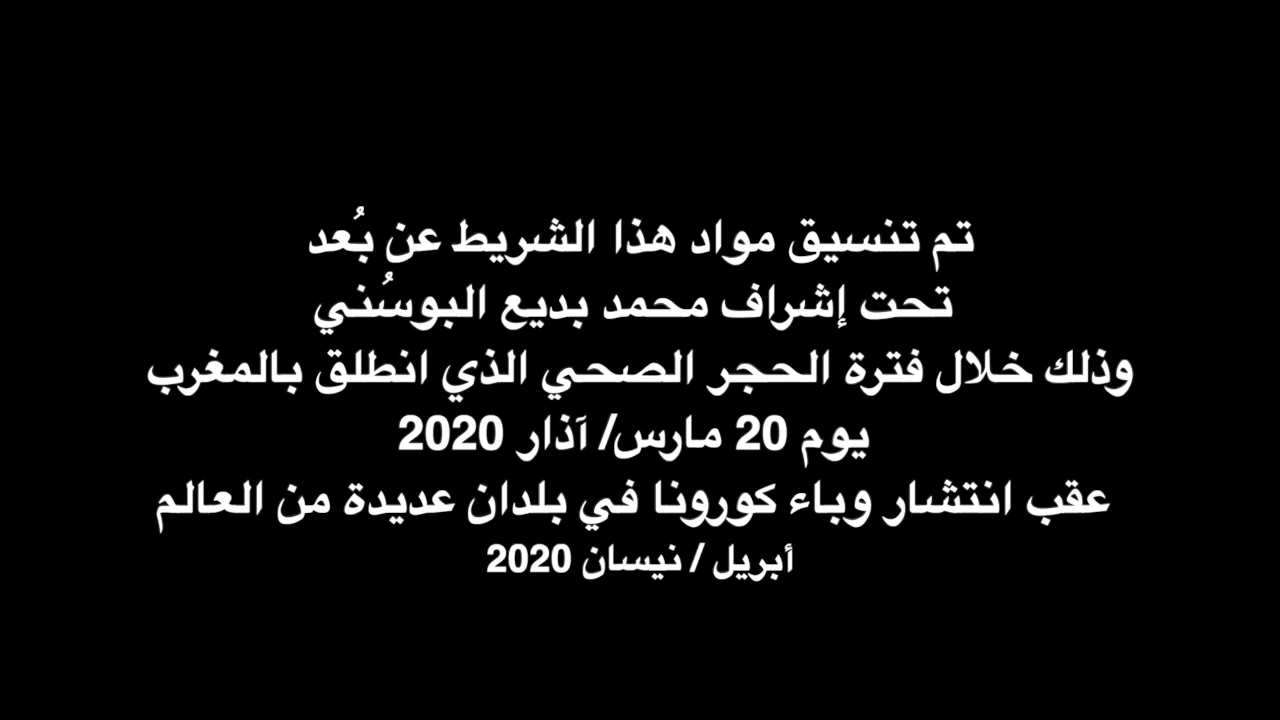 تم تنسيق مواد هذا الشريط عن بُعد
تحت إشراف محمد بديع البوسُني
وذلك خلال فترة الحجر الصحي الذي انطلق بالمغرب
يوم 20 مارس/ آذار 2020
عقب انتشار وباء كورونا في بلدان عديدة من العالم
أبريل / نيسان 2020